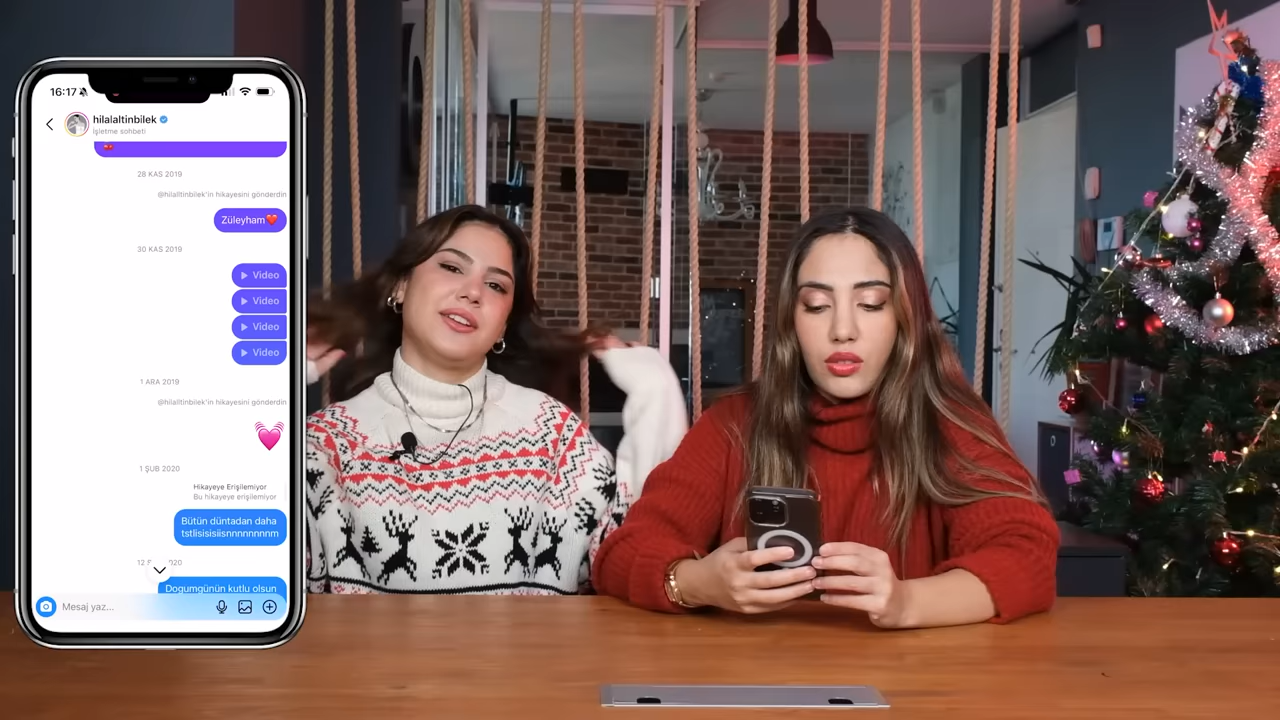 16:17
hilalaltinbilek
işletme sohbeti
28 KAS 2019
@hilalltinbilek'in hikayesini gönderdin
Züleyham❤️
30 KAS 2019
Video
Video
Video
Video
1 ARA 2019
@hilalltinbilek'in hikayesini gönderdin
1 ŞUB 2020
Hikayeye Erişilemiyor
Bu hikayeye erişilemiyor
Bütün düntadan daha
tstlisisisiisnnnnnnnnm
Dogumgünün kutlu olsun
Mesaj yaz...